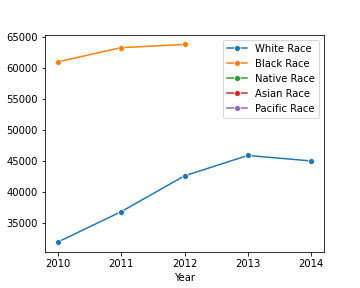 65000
60000
55000
50000
45000
40000
35000
White Race
Black Race
Native Race
Asian Race
Pacific Race
2010 2011 2012 2013 2014
Year